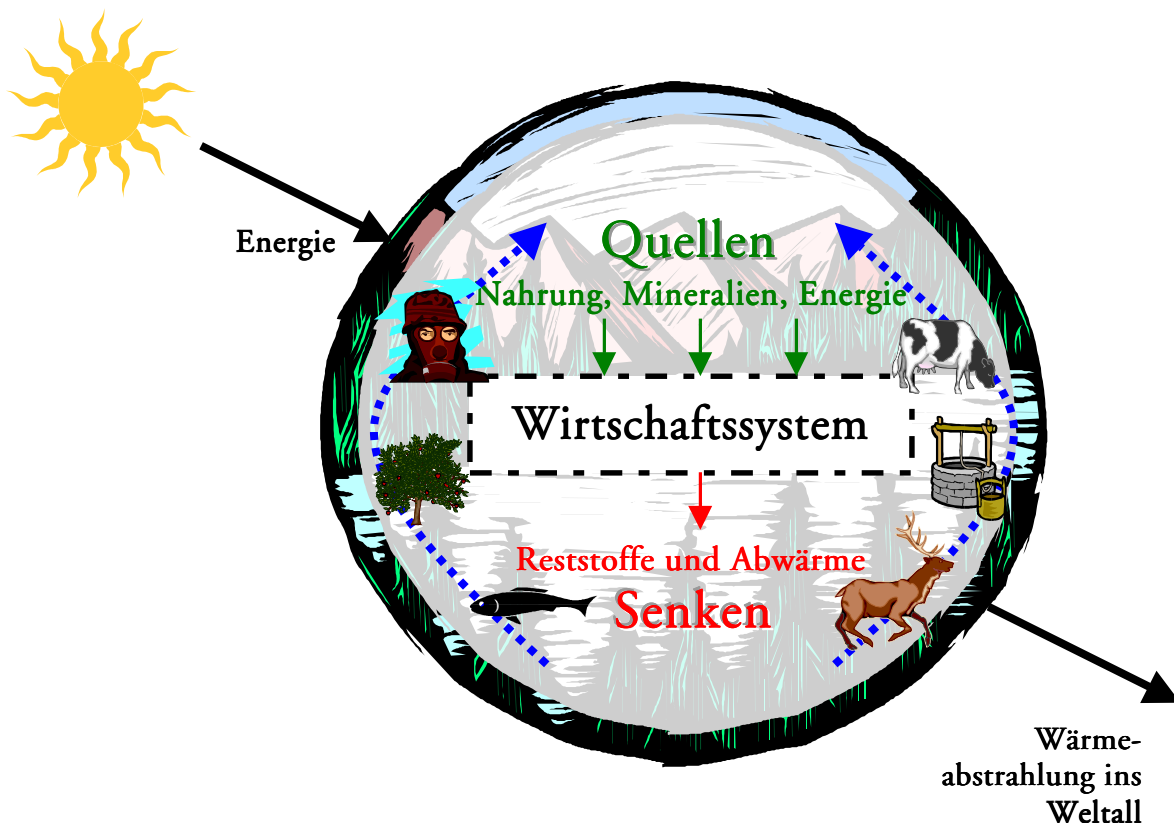 Energie
Quellen
Nahrung, Mineralien, Energie
Wirtschaftssystem
Reststoffe und Abwärme
Senken
Wärme-
abstrahlung ins
Weltall